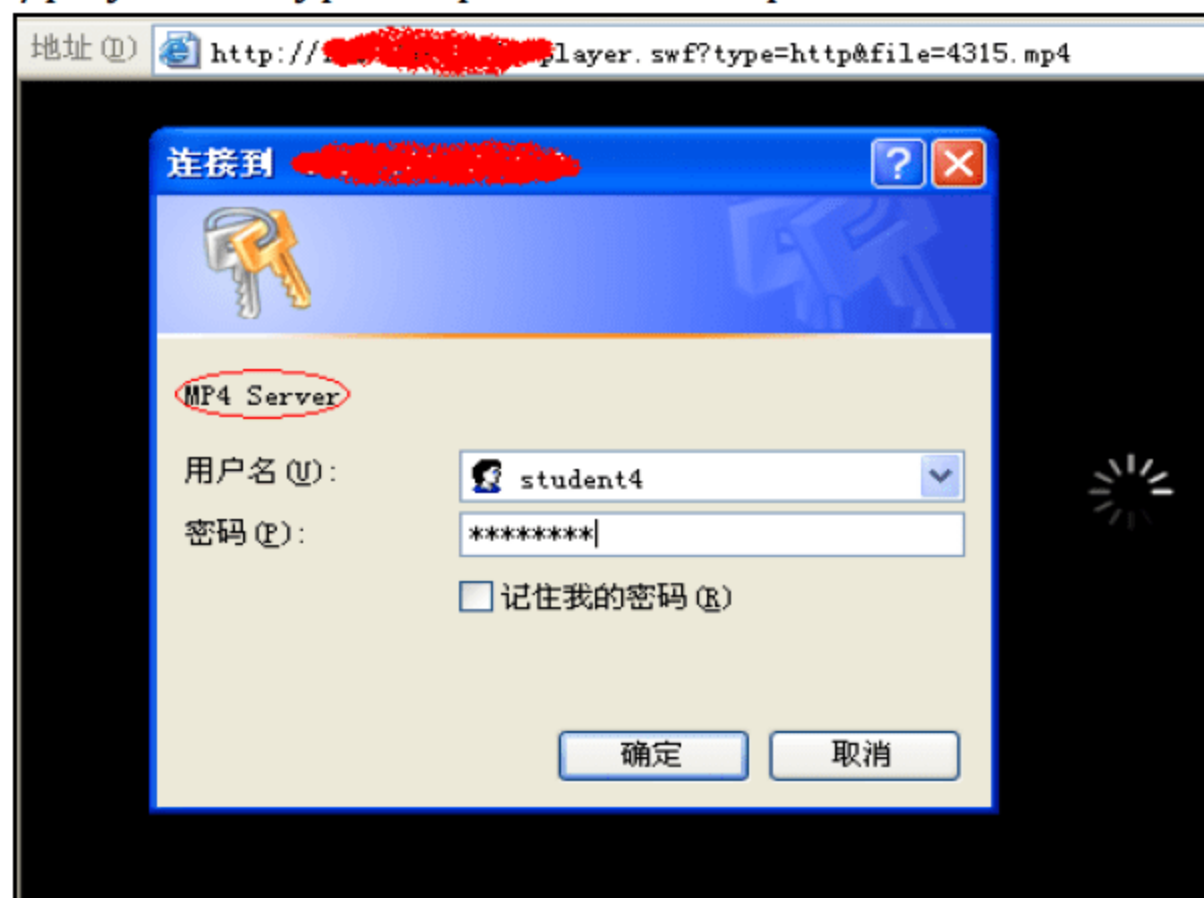 地址(D) http:// layer.swf?type=http&file=4315.mp4
连接到
MP4 Server
用户名(U): student4
密码(P): ********
记住我的密码(R)
确定 取消